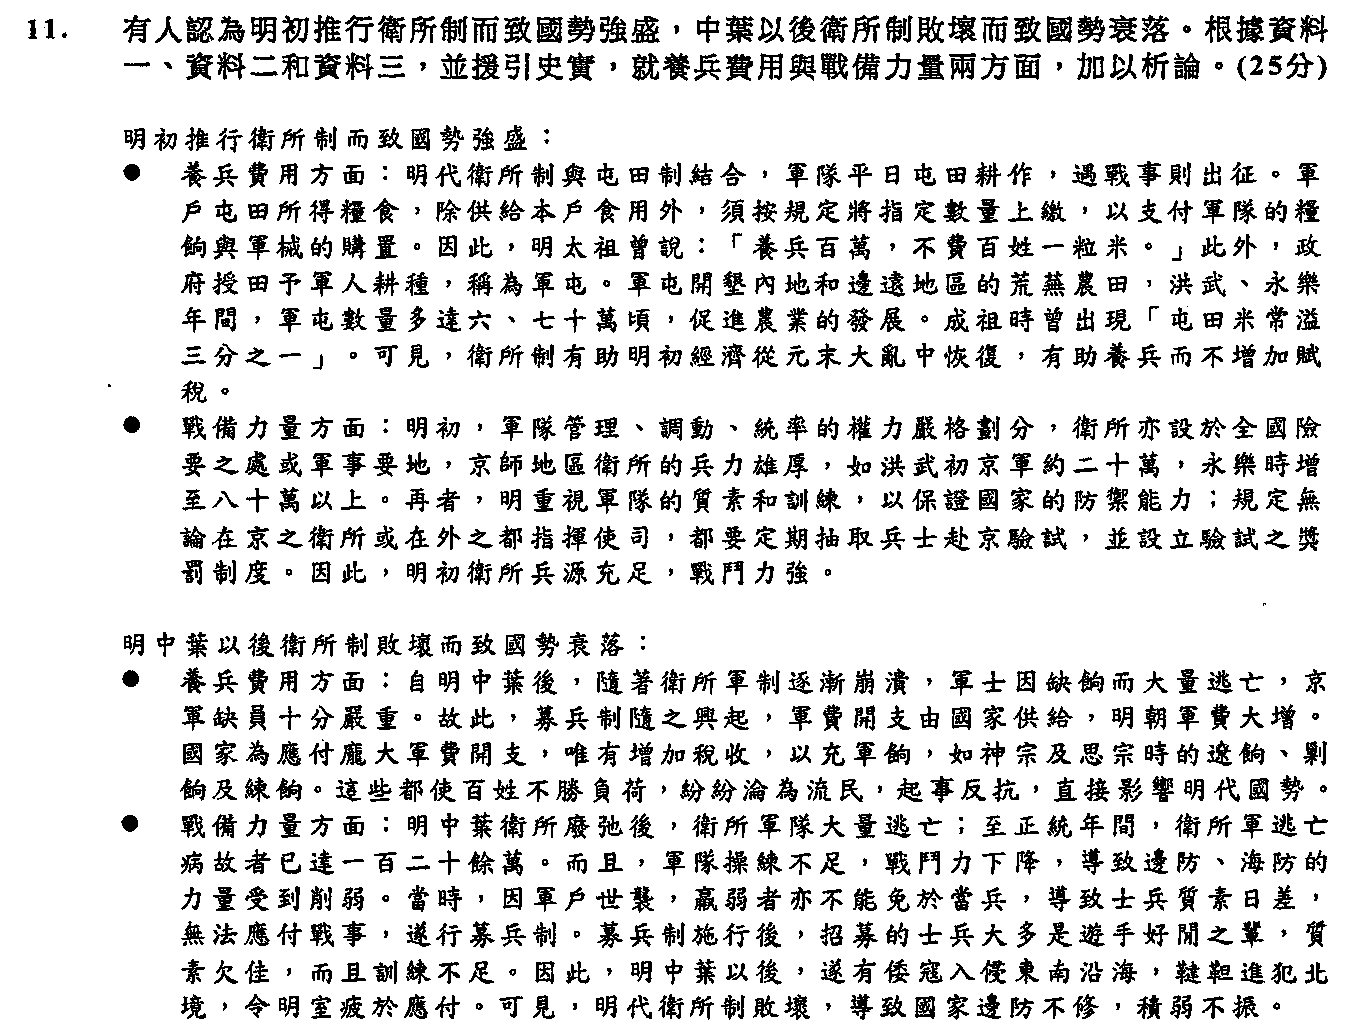 11. 有人認為明初推行衛所制而致國勢強盛，中葉以後衛所制敗壞而致國勢衰落。根據資料
一、資料二和資料三，並援引史實，就養兵費用與戰備力量兩方面，加以析論。(25分)
明初推行衛所制而致國勢強盛：
● 養兵費用方面：明代衛所制與屯田制結合，軍隊平日屯田耕作，遇戰事則出征。軍
戶屯田所得糧食，除供給本戶食用外，須按規定將指定數量上繳，以支付軍隊的糧
餉與軍械的購置。因此，明太祖曾說：「養兵百萬，不費百姓一粒米。」此外，政
府授田予軍人耕種，稱為軍屯。軍屯開墾內地和邊遠地區的荒蕪農田，洪武、永樂
年間，軍屯數量多達六、七十萬頃，促進農業的發展。成祖時曾出現「屯田米常溢
三分之一」。可見，衛所制有助明初經濟從元末大亂中恢復，有助養兵而不增加賦
稅。
● 戰備力量方面：明初，軍隊管理、調動、統率的權力嚴格劃分，衛所亦設於全國險
要之處或軍事要地，京師地區衛所的兵力雄厚，如洪武初京軍約二十萬，永樂時增
至八十萬以上。再者，明重視軍隊的質素和訓練，以保證國家的防禦能力；規定無
論在京之衛所或在外之都指揮使司，都要定期抽取兵士赴京驗試，並設立驗試之獎
罰制度。因此，明初衛所兵源充足，戰鬥力強。
明中葉以後衛所制敗壞而致國勢衰落：
● 養兵費用方面：自明中葉後，隨著衛所軍制逐漸崩潰，軍士因缺餉而大量逃亡，京
軍缺員十分嚴重。故此，募兵制隨之興起，軍費開支由國家供給，明朝軍費大增。
國家為應付龐大軍費開支，唯有增加稅收，以充軍餉，如神宗及思宗時的遼餉、剿
餉及練餉。這些都使百姓不勝負荷，紛紛淪為流民，起事反抗，直接影響明代國勢。
● 戰備力量方面：明中葉衛所廢弛後，衛所軍隊大量逃亡；至正統年間，衛所軍逃亡
病故者已達一百二十餘萬。而且，軍隊操練不足，戰鬥力下降，導致邊防、海防的
力量受到削弱。當時，因軍戶世襲，羸弱者亦不能免於當兵，導致士兵質素日差，
無法應付戰事，遂行募兵制。募兵制施行後，招募的士兵大多是遊手好閒之輩，質
素欠佳，而且訓練不足。因此，明中葉以後，遂有倭寇入侵東南沿海，韃靼進犯北
境，令明室疲於應付。可見，明代衛所制敗壞，導致國家邊防不修，積弱不振。